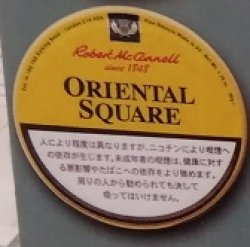 Robert McConnell
since 1848
ORIENTAL
SQUARE
人により程度は異なりますが、ニコチンにより喫煙
への依存が生じます。未成年者の喫煙は、健康に対す
る悪影響やたばこへの依存をより強めます。
周りの人から勧められても決して
吸ってはいけません。